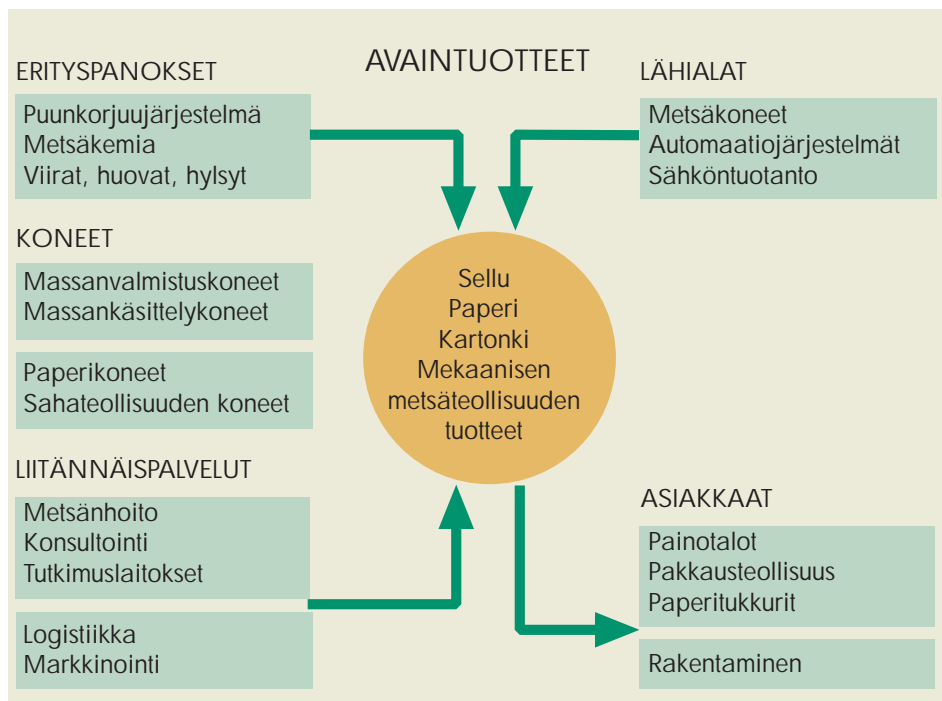 AVAINTUOTTEET
ERITYSPANOKSET
Puunkorjuujärjestelmä
Metsäkemia
Viirat, huovat, hylsyt
KONEET
Massanvalmistuskoneet
Massankäsittelykoneet
Paperikoneet
Sahateollisuuden koneet
LIITÄNNÄISPALVELUT
Metsänhoito
Konsultointi
Tutkimuslaitokset
Logistiikka
Markkinointi
Sellu
Paperi
Kartonki
Mekaanisen
metsäteollisuuden
tuotteet
LÄHIALAT
Metsäkoneet
Automaatiojärjestelmät
Sähköntuotanto
ASIAKKAAT
Painotalot
Pakkausteollisuus
Paperitukkurit
Rakentaminen